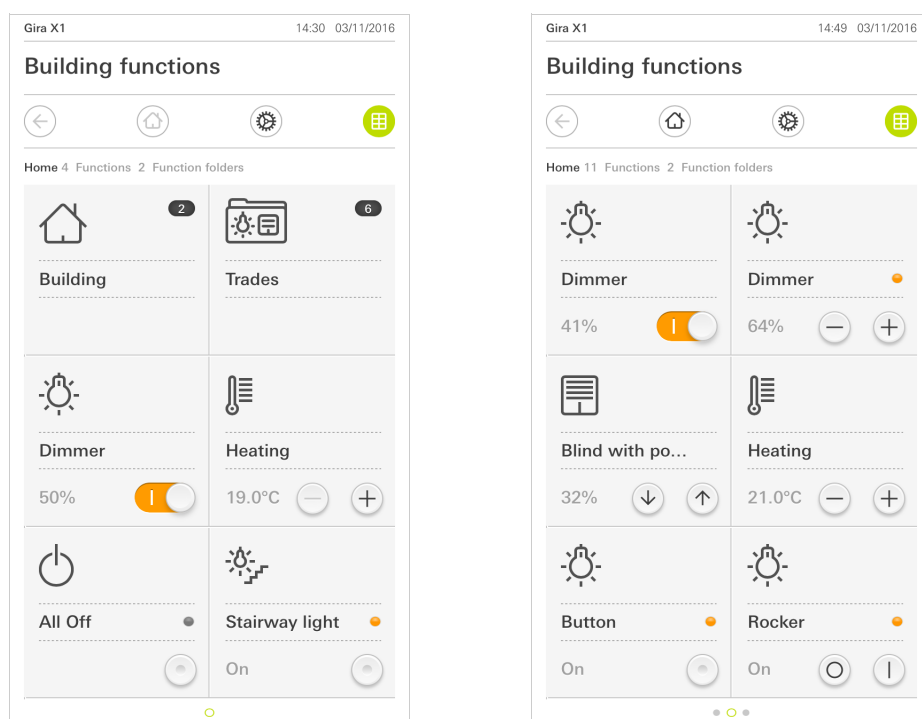 Gira X1 14:30 03/11/2016
Building functions
Home 4 Functions 2 Function folders
2 6
Building Trades
Dimmer Heating
50% 19.0°C
All Off Stairway light
On
Gira X1 14:49 03/11/2016
Building functions
Home 11 Functions 2 Function folders
Dimmer Dimmer
41% 64%
Blind with po... Heating
32% 21.0°C
Button Rocker
On On